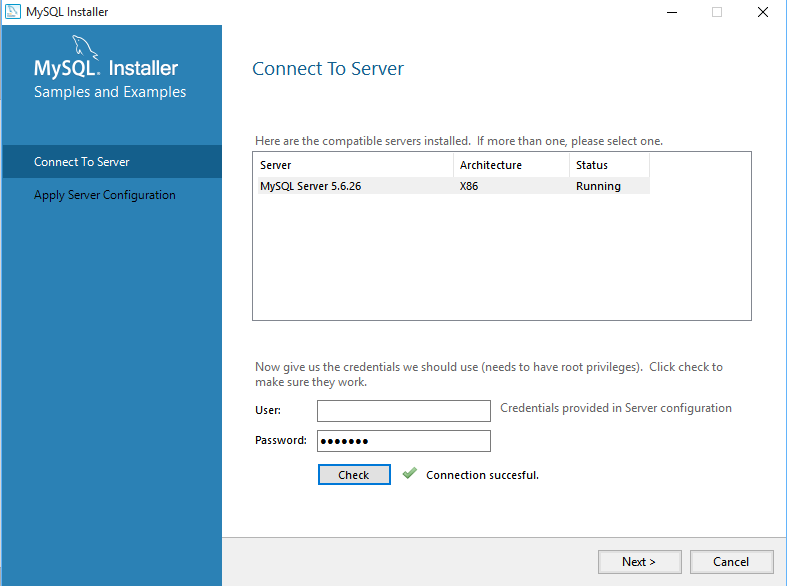 MySQL Installer
MySQL. Installer
Samples and Examples
Connect To Server
Apply Server Configuration
Connect To Server
Here are the compatible servers installed.  If more than one, please select one.
Server Architecture Status
MySQL Server 5.6.26 X86 Running
Now give us the credentials we should use (needs to have root privileges).  Click check to
make sure they work.
User: Credentials provided in Server configuration
Password: ●●●●●●●
Check Connection succesful.
Next > Cancel